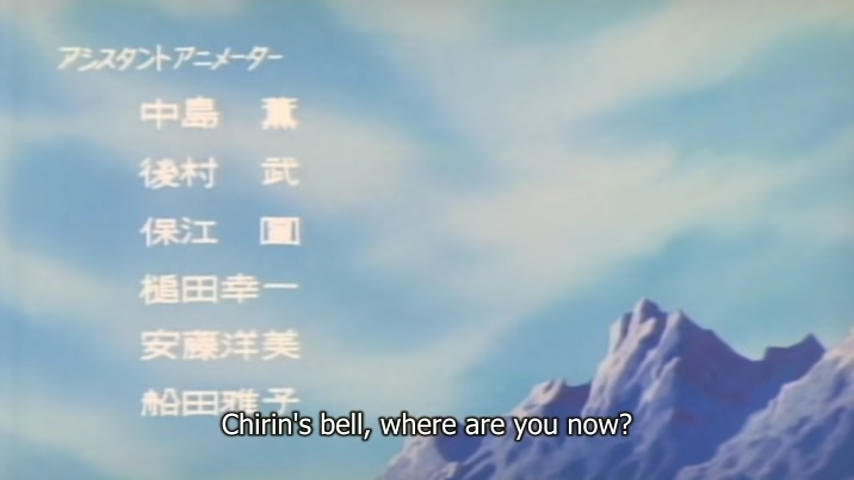 アシスタントアニメーター
中島 薫
後村 武
保江
槌田幸一
安藤洋美
船田雅子
Chirin's bell, where are you now?